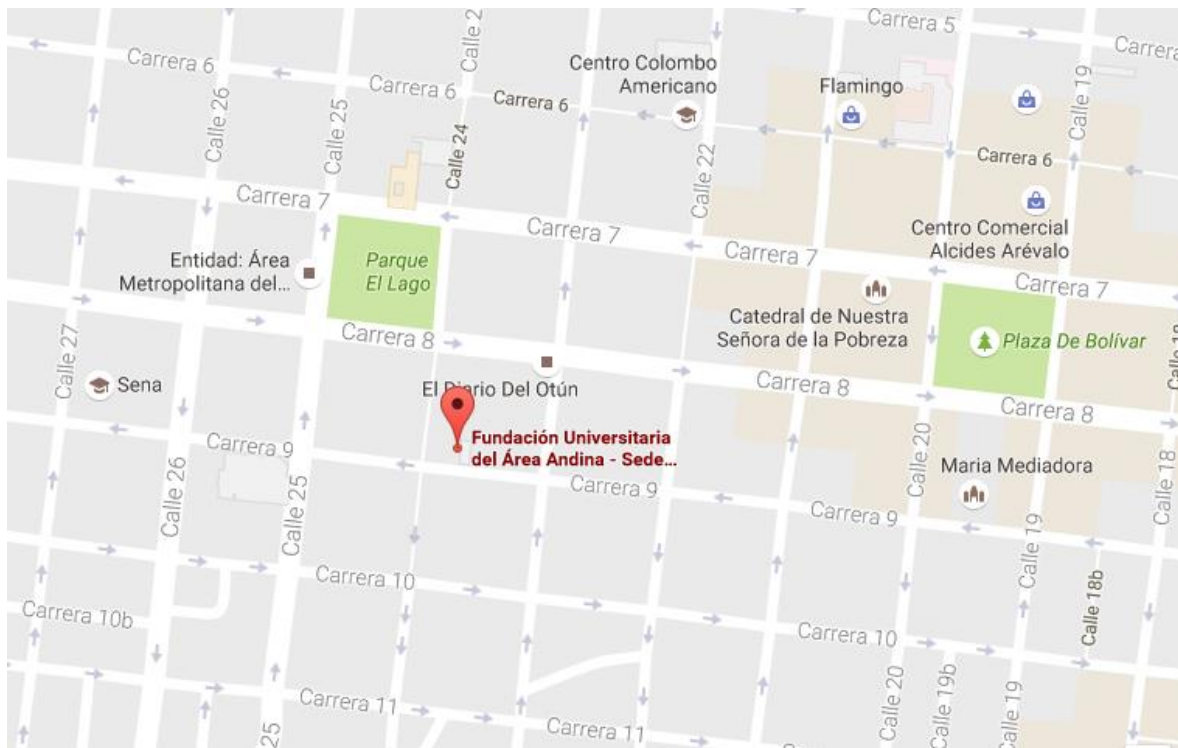 Carrera 5
Carrera
Carrera 6
Calle 26
Calle 25
Calle 2
Carrera 6
Carrera 6
Centro Colombo
Americano
Flamingo
Calle 19
Calle 24
Calle 22
Carrera 6
Carrera 7
Carrera 7
Carrera 7
Carrera 7
Centro Comercial
Alcides Arévalo
Entidad: Área
Metropolitana del...
Parque
El Lago
Catedral de Nuestra
Señora de la Pobreza
Plaza De Bolívar
Carrera 8
Carrera 8
Carrera 8
Calle 27
Sena
El Diario Del Otún
Fundación Universitaria
del Área Andina - Sede...
Carrera 9
Carrera 9
Carrera 9
Calle 20
Maria Mediadora
Calle 18
Calle 26
Calle 25
Calle 19
Calle 18b
Carrera 10
Carrera 10
Carrera 10b
Carrera 11
Carrera 11
25
Calle 20
Calle 19b
Calle 19